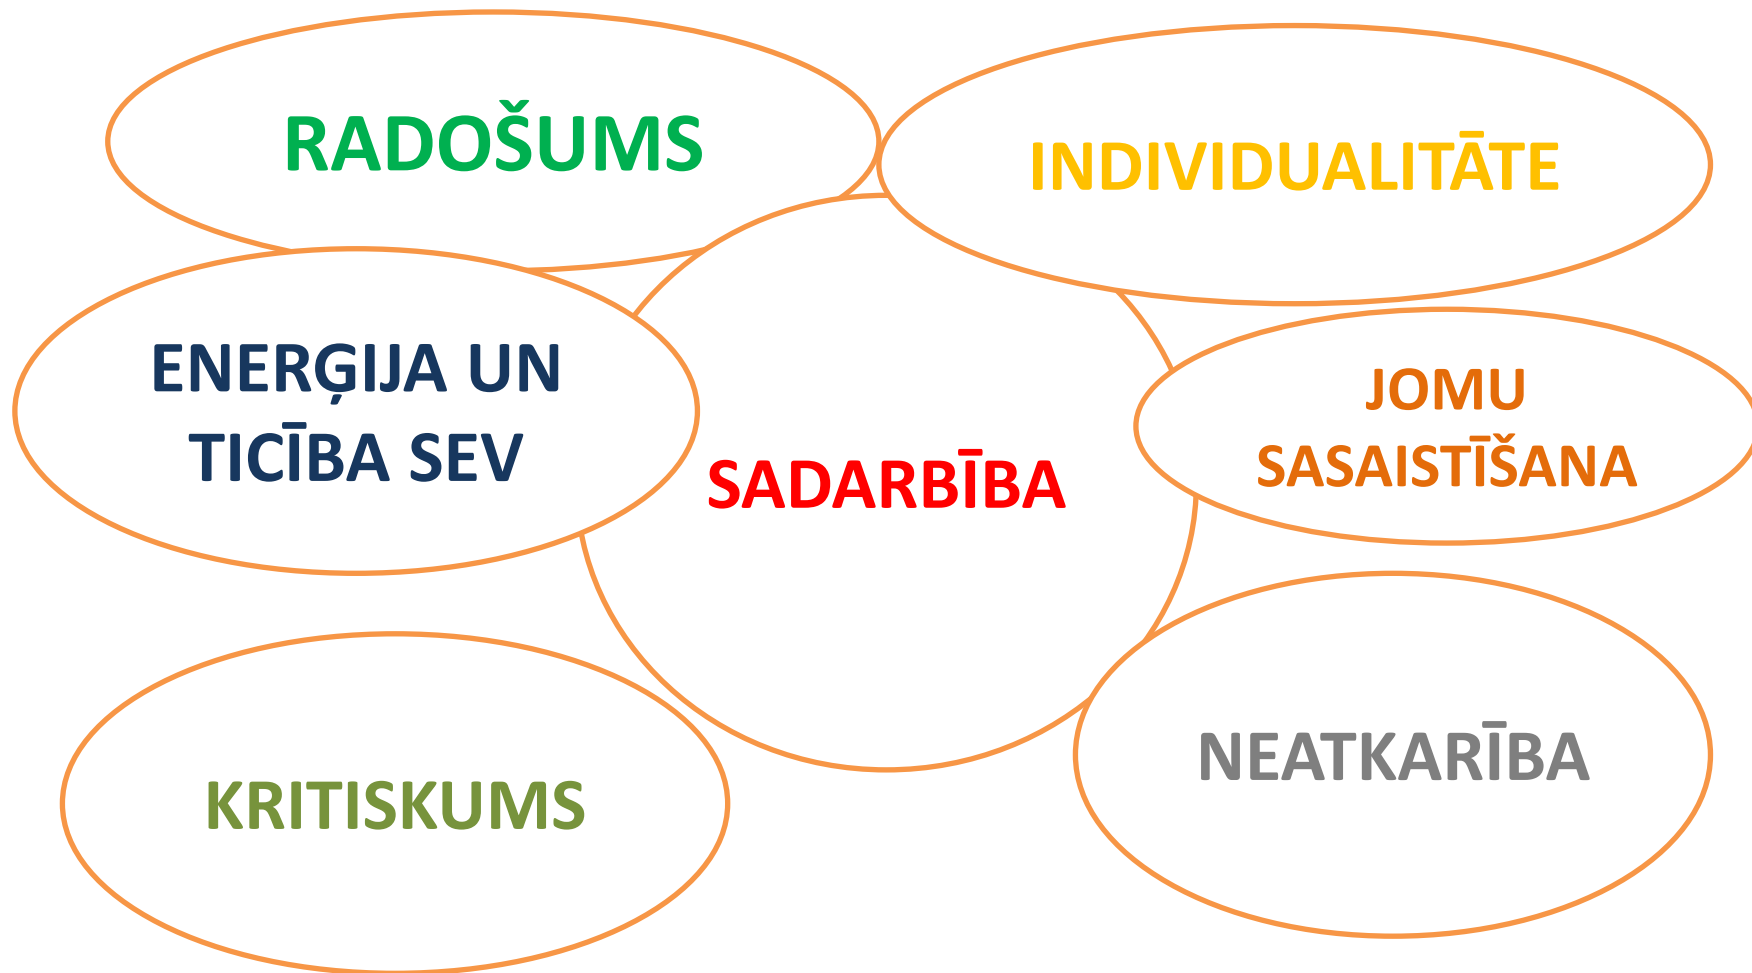 RADOŠUMS
INDIVIDUALITĀTE
ENERĢIJA UN
TICĪBA SEV
SADARBĪBA
JOMU
SASAISTĪŠANA
KRITISKUMS
NEATKARĪBA